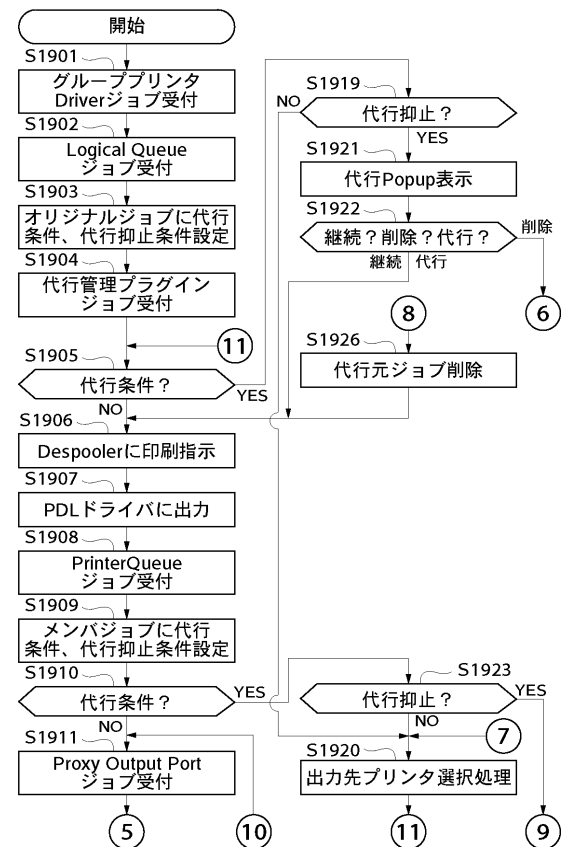 開始
S1901
グループプリンタ
Driverジョブ受付
S1902
Logical Queue
ジョブ受付
S1903
オリジナルジョブに代行
条件、代行抑止条件設定
S1904
代行管理プラグイン
ジョブ受付
11
S1905
代行条件？
YES
NO
S1906
Despoolerに印刷指示
S1907
PDLドライバに出力
S1908
PrinterQueue
ジョブ受付
S1909
メンバジョブに代行
条件、代行抑止条件設定
S1910
代行条件？
YES
NO
S1911
Proxy Output Port
ジョブ受付
5
10
S1919
NO
代行抑止？
YES
S1921
代行Popup表示
S1922
継続？削除？代行？
削除
継続 代行
6
8
S1926
代行元ジョブ削除
S1923
代行抑止？
YES
NO
7
S1920
出力先プリンタ選択処理
11
9